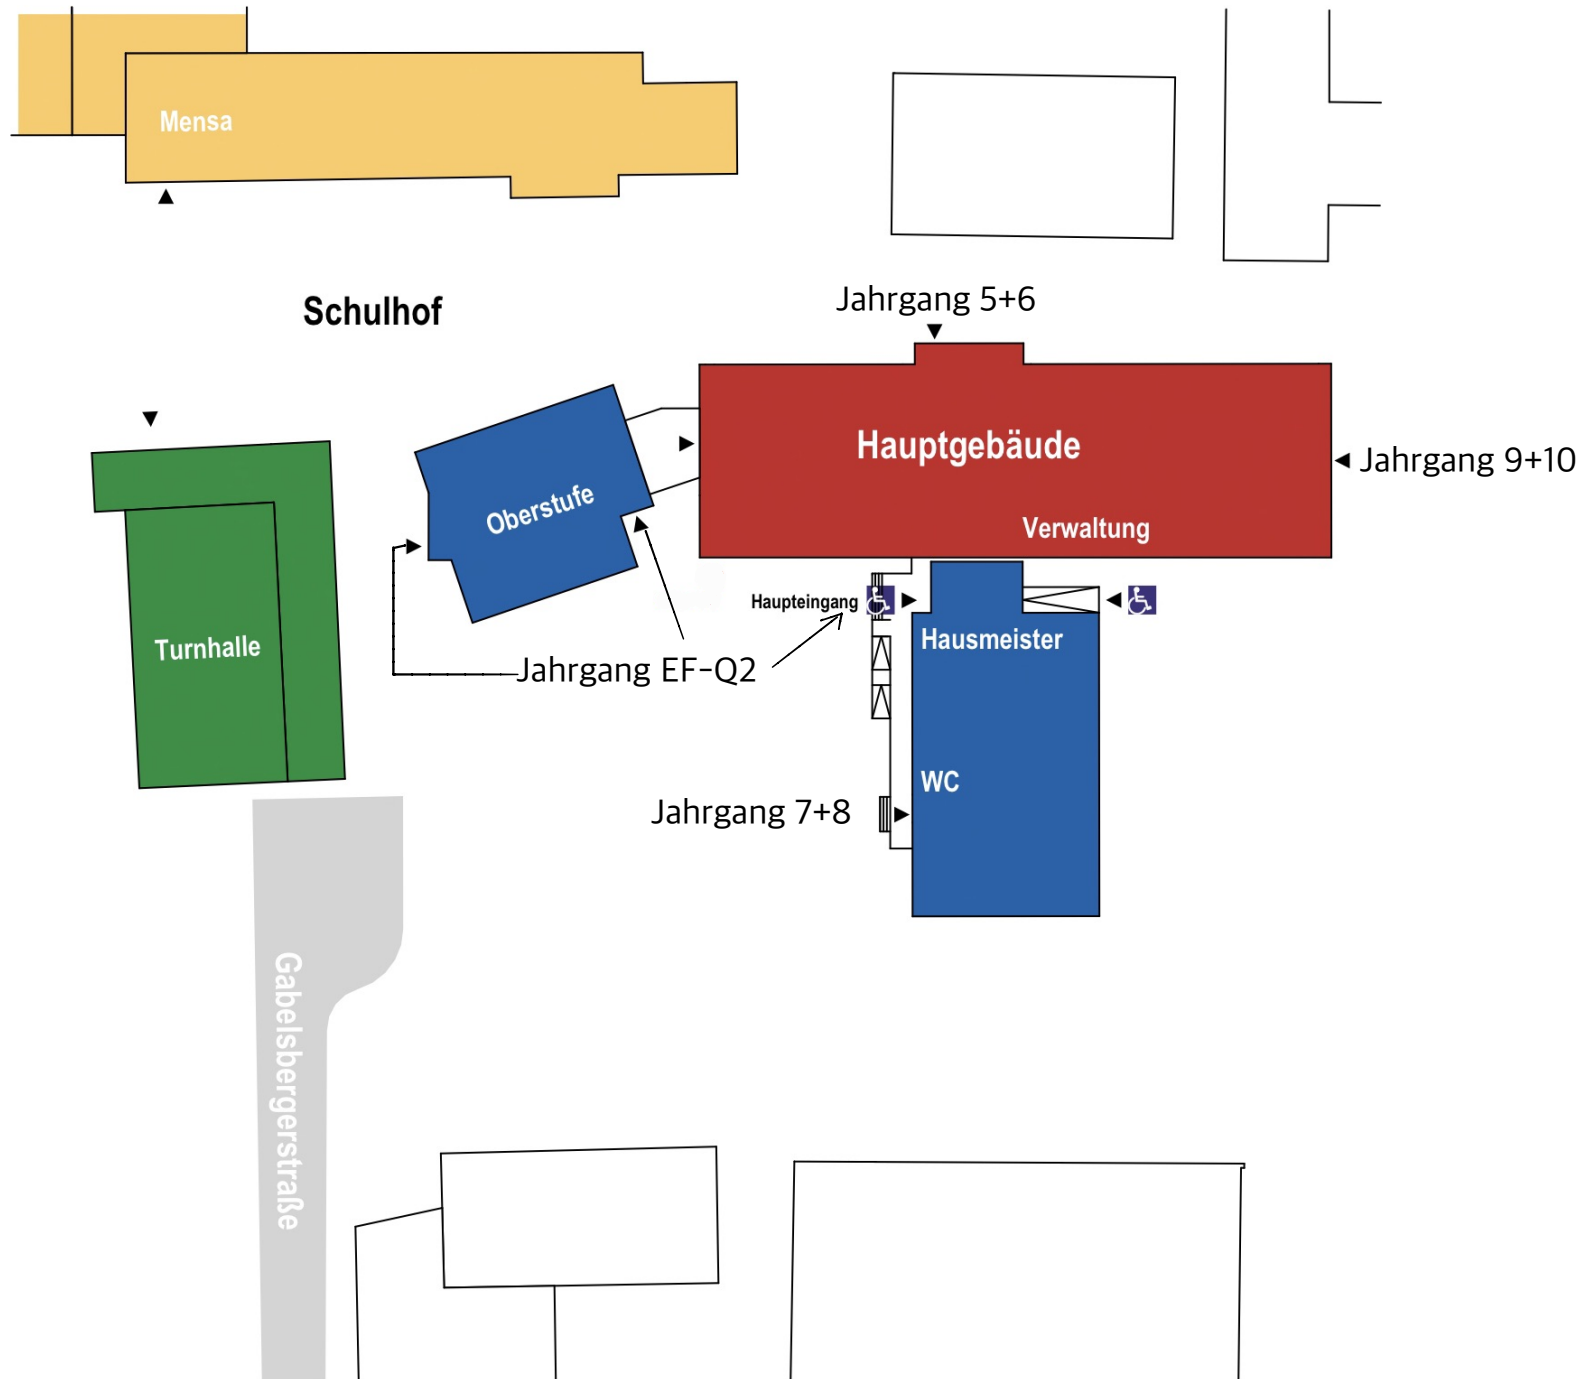 Mensa
Schulhof
Jahrgang 5+6
Hauptgebäude
Jahrgang 9+10
Oberstufe
Verwaltung
Haupteingang
Turnhalle
Hausmeister
Jahrgang EF-Q2
WC
Jahrgang 7+8
Gabelsbergerstraße